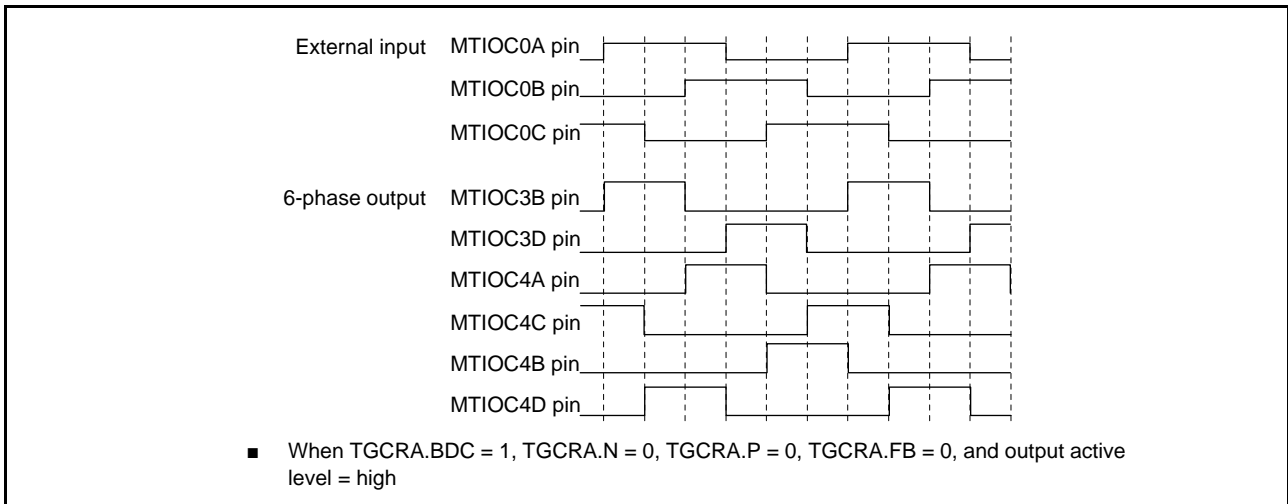 External input MTIOC0A pin
MTIOC0B pin
MTIOC0C pin
6-phase output MTIOC3B pin
MTIOC3D pin
MTIOC4A pin
MTIOC4C pin
MTIOC4B pin
MTIOC4D pin
■ When TGCRA.BDC = 1, TGCRA.N = 0, TGCRA.P = 0, TGCRA.FB = 0, and output active
level = high